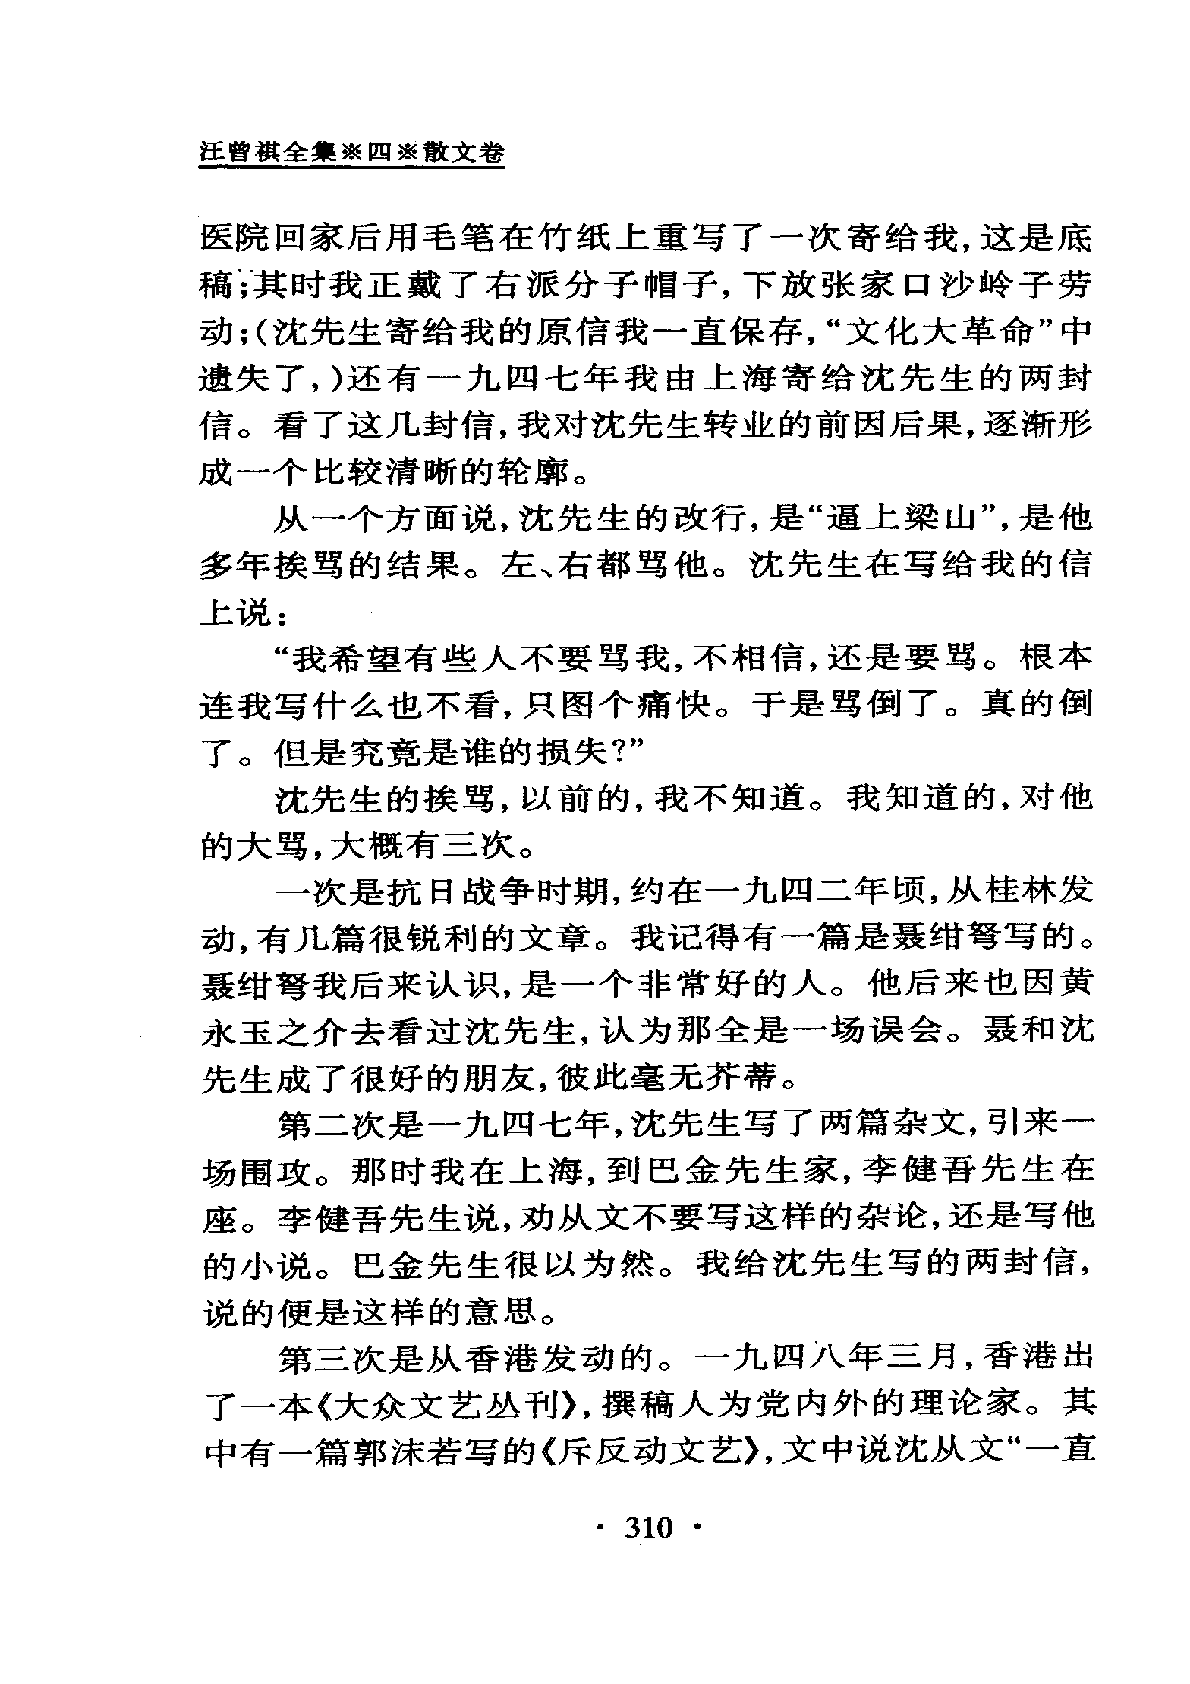 汪曾祺全集※四※散文卷
医院回家后用毛笔在竹纸上重写了一次寄给我,这是底
稿;其时我正戴了右派分子帽子,下放张家口沙岭子劳
动;(沈先生寄给我的原信我一直保存,“文化大革命”中
遗失了,)还有一九四七年我由上海寄给沈先生的两封
信。看了这几封信,我对沈先生转业的前因后果,逐渐形
成一个比较清晰的轮廓。
从一个方面说,沈先生的改行,是“逼上梁山”,是他
多年挨骂的结果。左、右都骂他。沈先生在写给我的信
上说:
“我希望有些人不要骂我,不相信,还是要骂。根本
连我写什么也不看,只图个痛快。于是骂倒了。真的倒
了。但是究竟是谁的损失?”
沈先生的挨骂,以前的,我不知道。我知道的,对他
的大骂,大概有三次。
一次是抗日战争时期,约在一九四二年顷,从桂林发
动,有几篇很锐利的文章。我记得有一篇是聂绀弩写的。
聂绀弩我后来认识,是一个非常好的人。他后来也因黄
永玉之介去看过沈先生,认为那全是一场误会。聂和沈
先生成了很好的朋友,彼此毫无芥蒂。
第二次是一九四七年,沈先生写了两篇杂文,引来一
场围攻。那时我在上海,到巴金先生家,李健吾先生在
座。李健吾先生说,劝从文不要写这样的杂论,还是写他
的小说。巴金先生很以为然。我给沈先生写的两封信,
说的便是这样的意思。
第三次是从香港发动的。一九四八年三月,香港出
了一本《大众文艺丛刊》,撰稿人为党内外的理论家。其
中有一篇郭沫若写的《斥反动文艺》,文中说沈从文“一直
· 310 ·